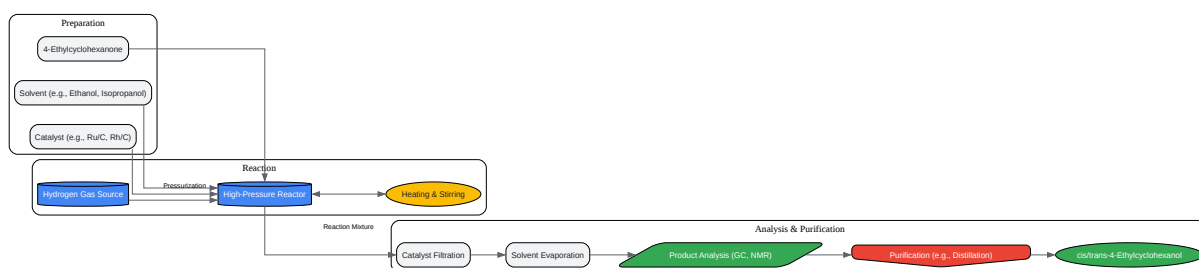 Preparation
4-Ethylcyclohexanone
Solvent (e.g., Ethanol, Isopropanol)
Catalyst (e.g., Ru/C, Rh/C)
Reaction
Hydrogen Gas Source
Pressurization
High-Pressure Reactor
Heating & Stirring
Reaction Mixture
Analysis & Purification
Catalyst Filtration
Solvent Evaporation
Product Analysis (GC, NMR)
Purification (e.g., Distillation)
cis/trans-4-Ethylcyclohexanol